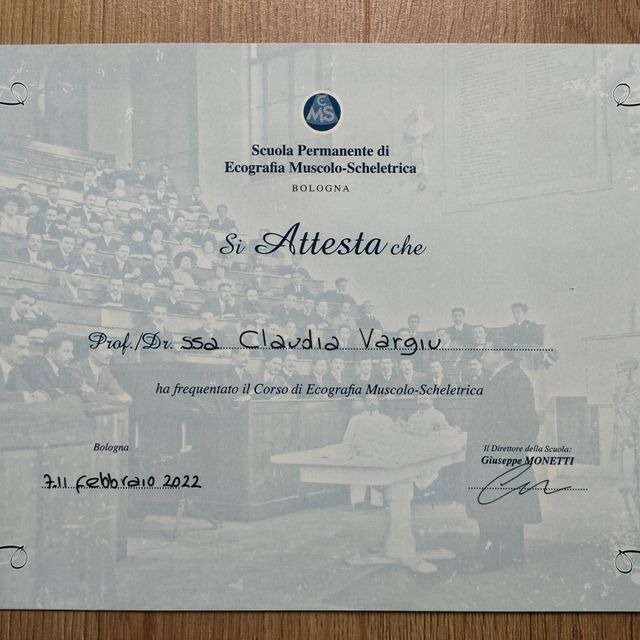 CMS
Scuola Permanente di
Ecografia Muscolo-Scheletrica
BOLOGNA
Si Attesta che
Prof./Dr. ssa Claudia Vargiu
ha frequentato il Corso di Ecografia Muscolo-Scheletrica
Bologna
7.11 febbraio 2022
Il Direttore della Scuola:
Giuseppe MONETTI